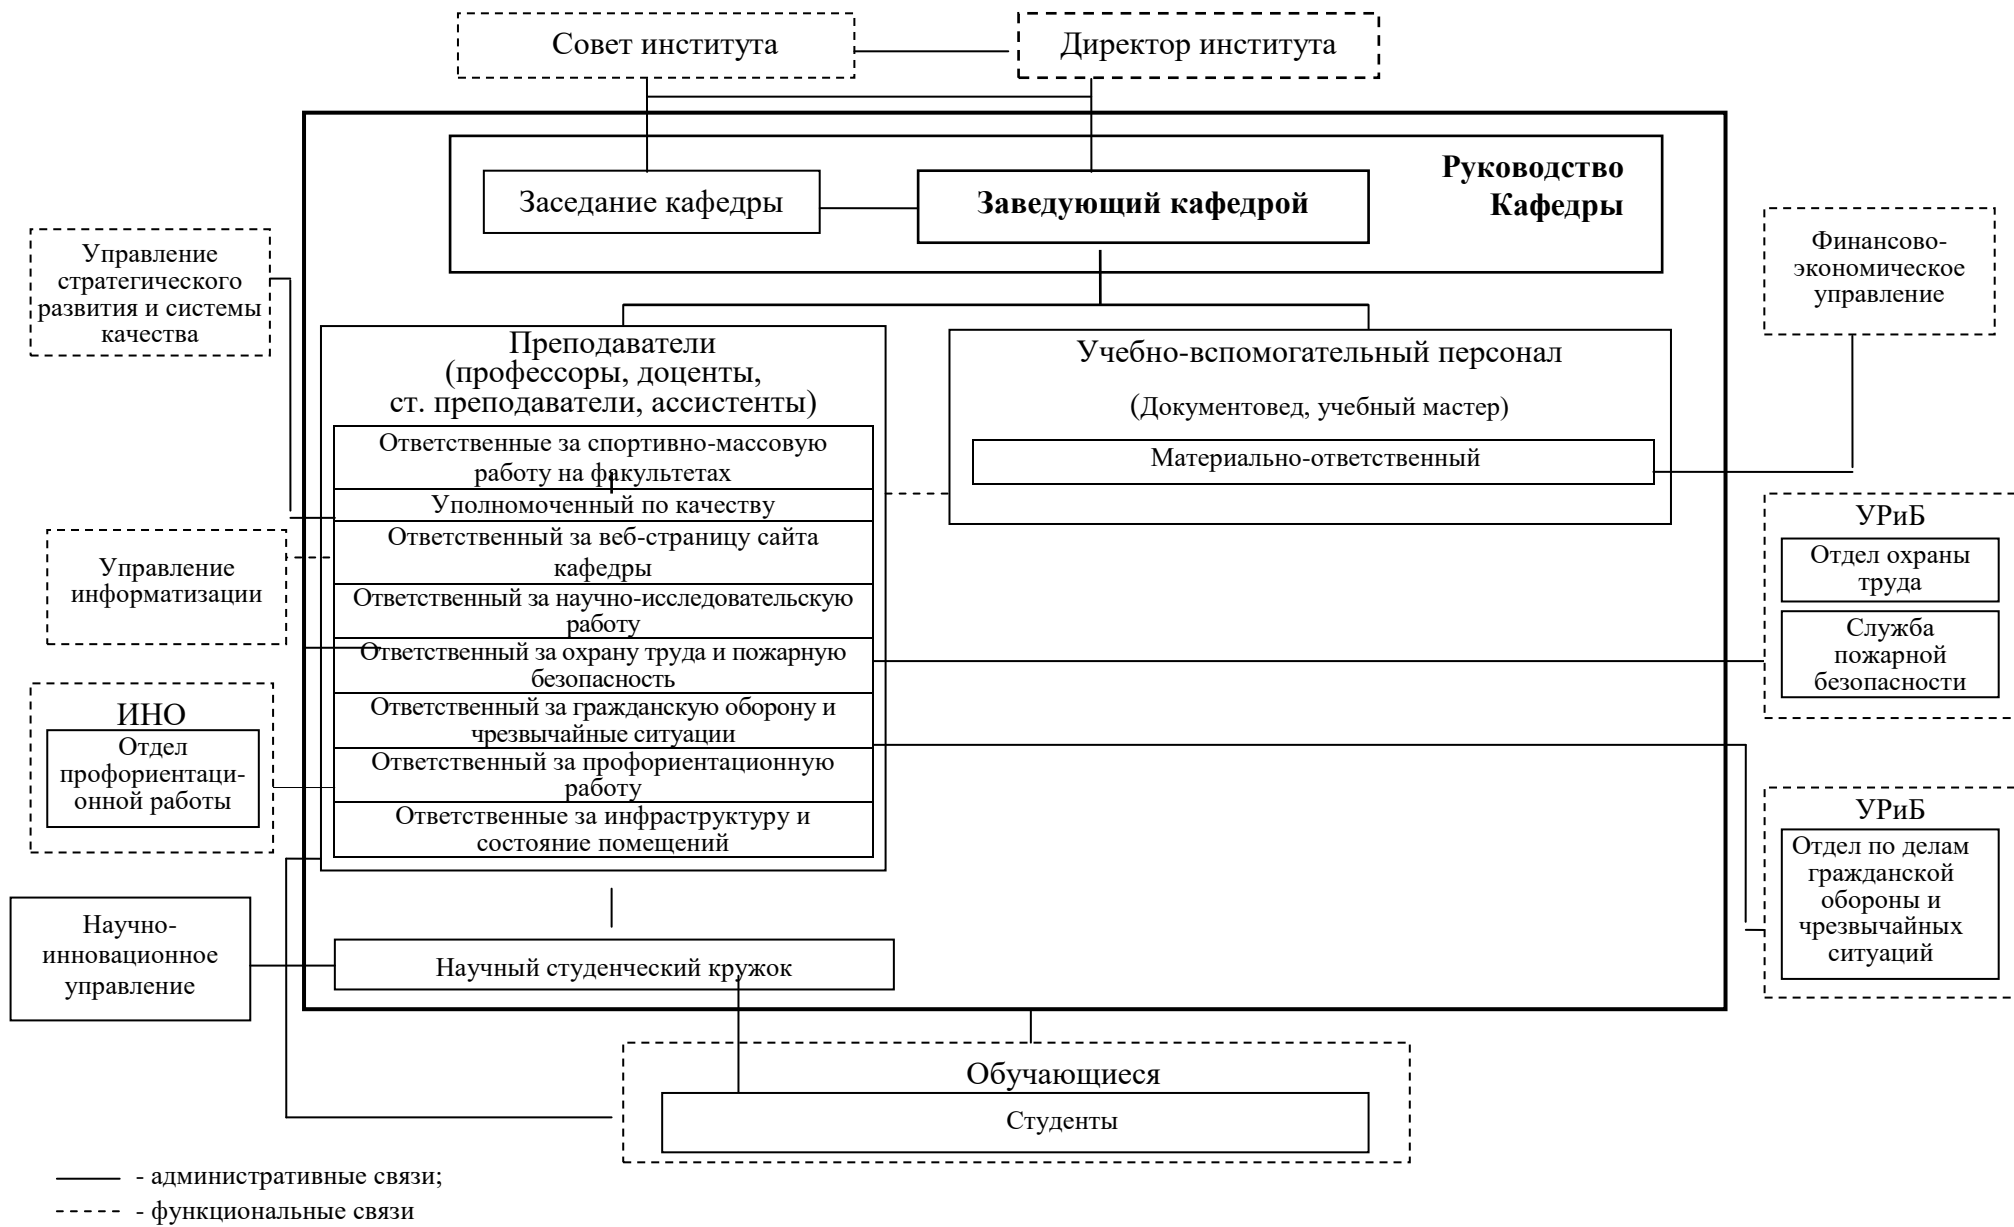 Совет института
Директор института
Руководство
Кафедры
Заседание кафедры
Заведующий кафедрой
Управление
стратегического
развития и системы
качества
Финансово-
экономическое
управление
Преподаватели
(профессоры, доценты,
ст. преподаватели, ассистенты)
Учебно-вспомогательный персонал
(Документовед, учебный мастер)
Материально-ответственный
Ответственные за спортивно-массовую
работу на факультетах
Уполномоченный по качеству
Ответственный за веб-страницу сайта
кафедры
Ответственный за научно-исследовательскую
работу
Ответственный за охрану труда и пожарную
безопасность
Ответственный за гражданскую оборону и
чрезвычайные ситуации
Ответственный за профориентационную
работу
Ответственные за инфраструктуру и
состояние помещений
Управление
информатизации
ИНО
Отдел
профориентаци-
онной работы
УРиБ
Отдел охраны
труда
Служба
пожарной
безопасности
УРиБ
Отдел по делам
гражданской
обороны и
чрезвычайных
ситуаций
Научно-
инновационное
управление
Научный студенческий кружок
Обучающиеся
Студенты
- административные связи;
- функциональные связи